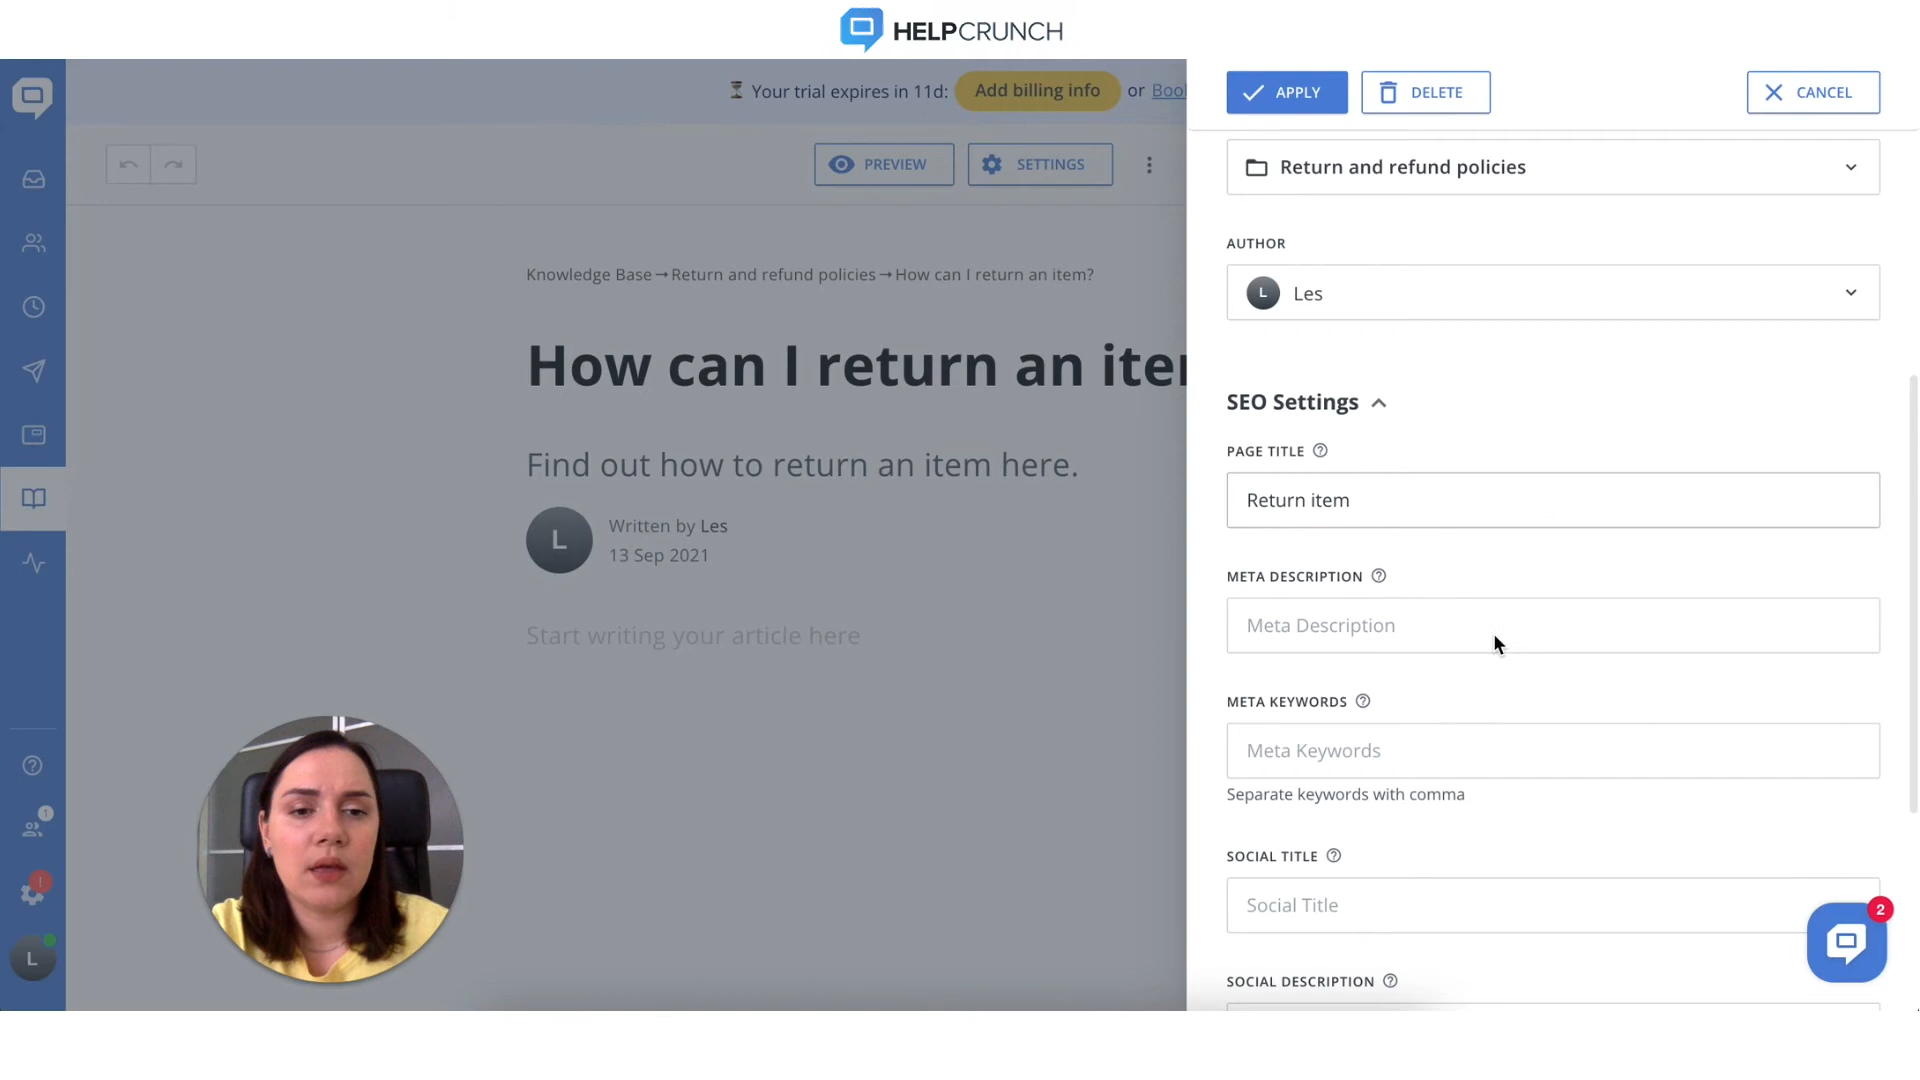 HELPCRUNCH
Your trial expires in 11d: Add billing info or Bool
PREVIEW
SETTINGS
Knowledge Base → Return and refund policies → How can I return an item?
How can I return an iter
Find out how to return an item here.
L
Written by Les
13 Sep 2021
Start writing your article here
1
!
L
APPLY
DELETE
CANCEL
Return and refund policies
AUTHOR
L Les
SEO Settings
PAGE TITLE
Return item
META DESCRIPTION
Meta Description
META KEYWORDS
Meta Keywords
Separate keywords with comma
SOCIAL TITLE
Social Title
2
SOCIAL DESCRIPTION